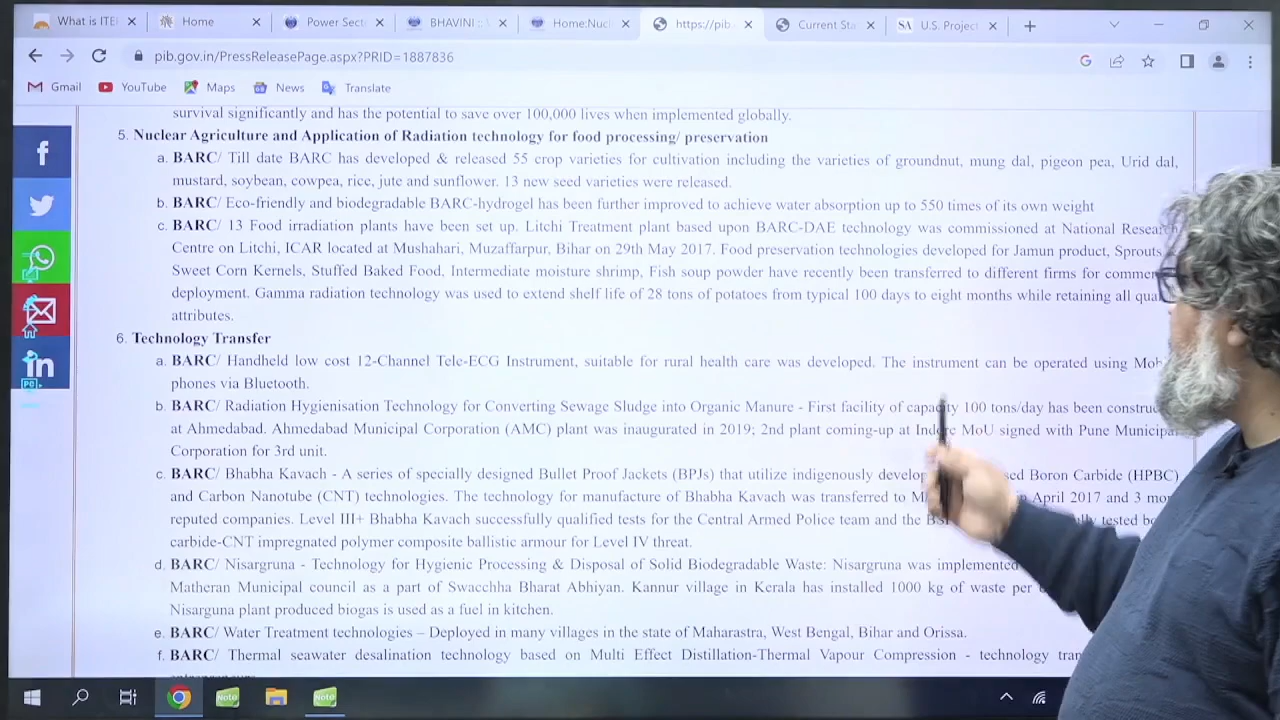 What is ITE
Home
Power Sect
BHAVINI ::
Home:Nucl
https://pib
Current Sta
SA U.S. Project
pib.gov.in/PressReleasePage.aspx?PRID=1887836
G
Gmail YouTube Maps News Translate
survival significantly and has the potential to save over 100,000 lives when implemented globally.
5. Nuclear Agriculture and Application of Radiation technology for food processing/ preservation
a. BARC/ Till date BARC has developed & released 55 crop varieties for cultivation including the varieties of groundnut, mung dal, pigeon pea, Urid dal,
mustard, soybean, cowpea, rice, jute and sunflower. 13 new seed varieties were released.
b. BARC/ Eco-friendly and biodegradable BARC-hydrogel has been further improved to achieve water absorption up to 550 times of its own weight
c. BARC/ 13 Food irradiation plants have been set up. Litchi Treatment plant based upon BARC-DAE technology was commissioned at National Research
Centre on Litchi, ICAR located at Mushahari, Muzaffarpur, Bihar on 29th May 2017. Food preservation technologies developed for Jamun product, Sprouts,
Sweet Corn Kernels, Stuffed Baked Food, Intermediate moisture shrimp, Fish soup powder have recently been transferred to different firms for commer
deployment. Gamma radiation technology was used to extend shelf life of 28 tons of potatoes from typical 100 days to eight months while retaining all qua
attributes.
6. Technology Transfer
a. BARC/ Handheld low cost 12-Channel Tele-ECG Instrument, suitable for rural health care was developed. The instrument can be operated using Mob
phones via Bluetooth.
b. BARC/ Radiation Hygienisation Technology for Converting Sewage Sludge into Organic Manure - First facility of capacity 100 tons/day has been construc
at Ahmedabad. Ahmedabad Municipal Corporation (AMC) plant was inaugurated in 2019; 2nd plant coming-up at Indore MoU signed with Pune Municipal
Corporation for 3rd unit.
c. BARC/ Bhabha Kavach - A series of specially designed Bullet Proof Jackets (BPJs) that utilize indigenously develop sed Boron Carbide (HPBC)
and Carbon Nanotube (CNT) technologies. The technology for manufacture of Bhabha Kavach was transferred to in April 2017 and 3 mor
reputed companies. Level III+ Bhabha Kavach successfully qualified tests for the Central Armed Police team and the tested
carbide-CNT impregnated polymer composite ballistic armour for Level IV threat.
d. BARC/ Nisargruna - Technology for Hygienic Processing & Disposal of Solid Biodegradable Waste: Nisargruna was implemented
Matheran Municipal council as a part of Swacchha Bharat Abhiyan. Kannur village in Kerala has installed 1000 kg of waste per
Nisargruna plant produced biogas is used as a fuel in kitchen.
e. BARC/ Water Treatment technologies – Deployed in many villages in the state of Maharastra, West Bengal, Bihar and Orissa.
f. BARC/ Thermal seawater desalination technology based on Multi Effect Distillation-Thermal Vapour Compression - technology tran
f
in
PC
Note
Note